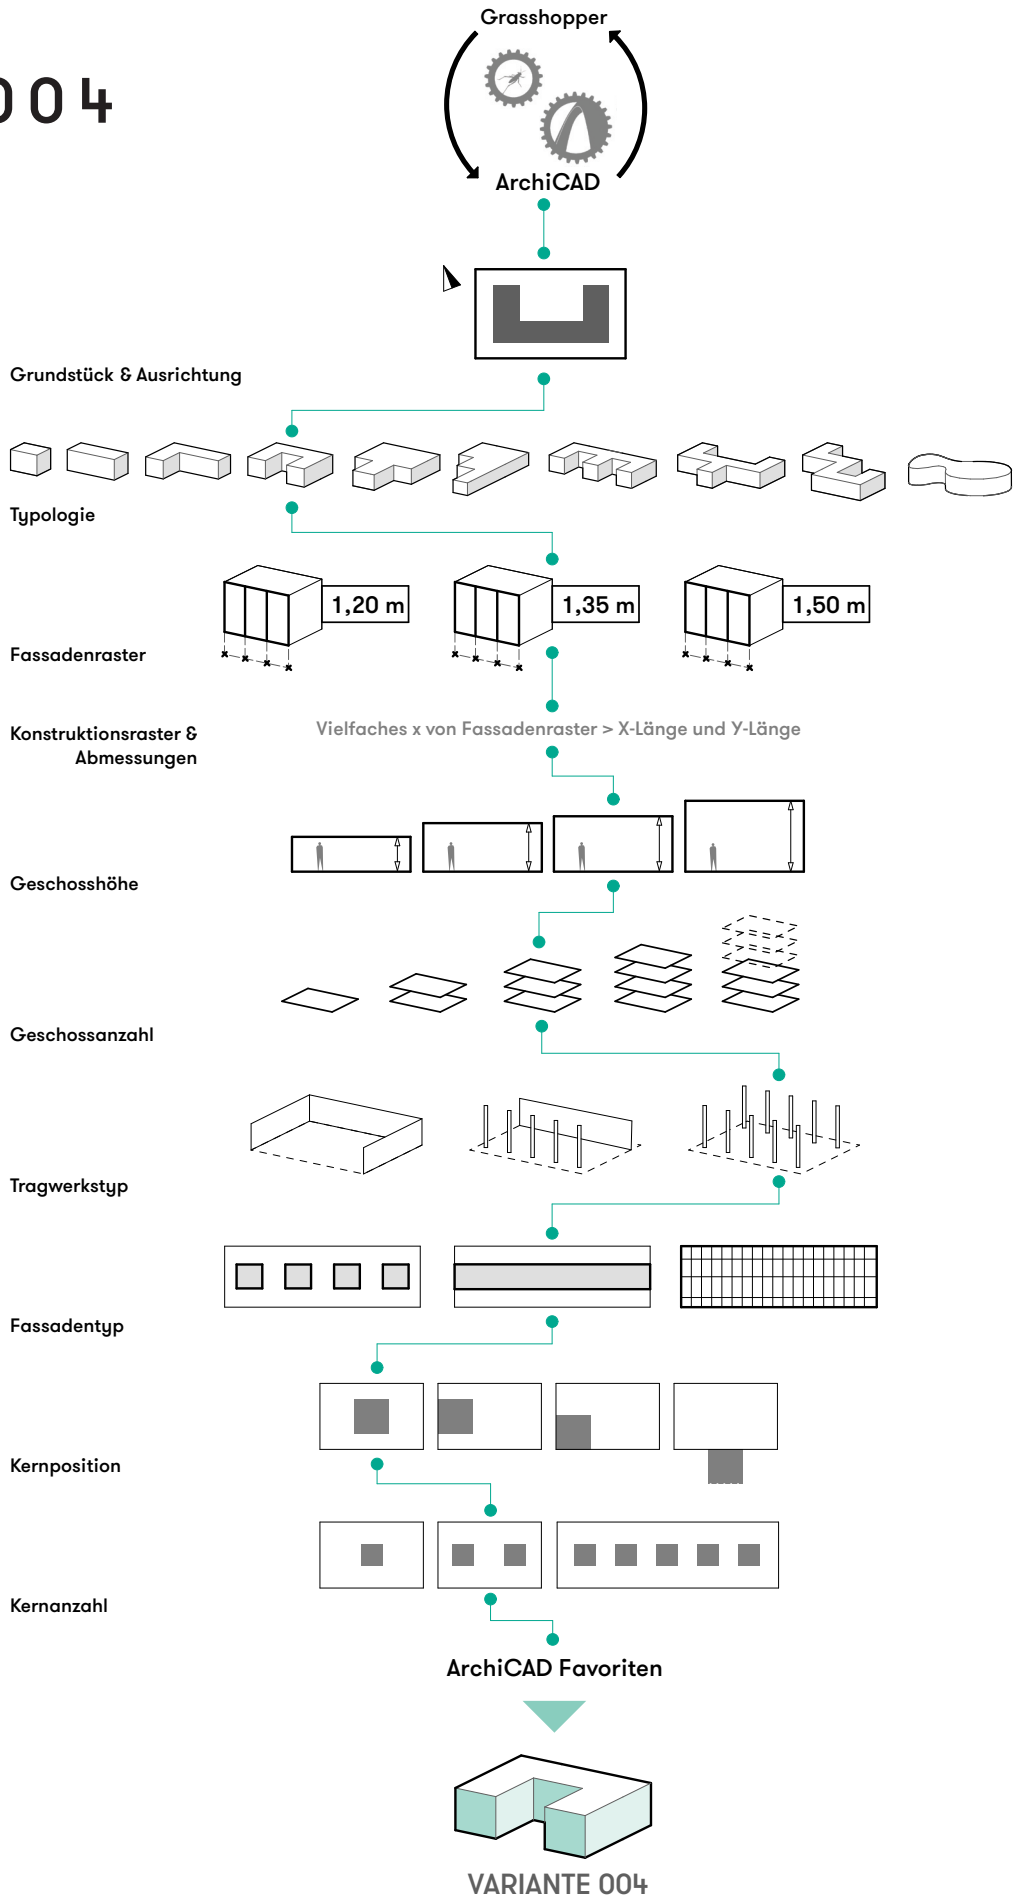 Grasshopper
004
ArchiCAD
Grundstück & Ausrichtung
Typologie
1,20 m
1,35 m
1,50 m
Fassadenraster
Konstruktionsraster &
Abmessungen
Vielfaches x von Fassadenraster > X-Länge und Y-Länge
Geschosshöhe
Geschossanzahl
Tragwerkstyp
Fassadentyp
Kernposition
Kernanzahl
ArchiCAD Favoriten
VARIANTE 004